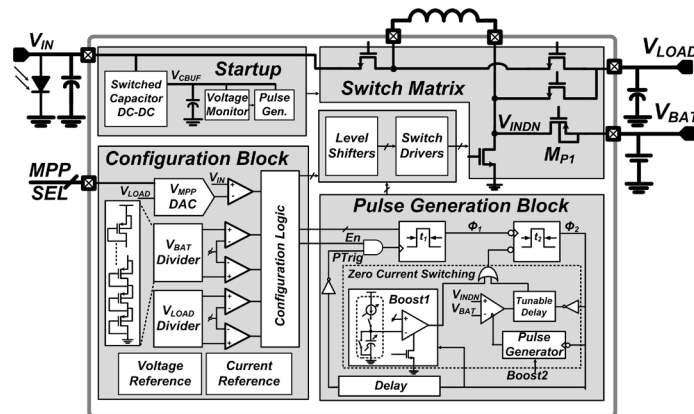 V_IN
Startup
Switched
Capacitor
DC-DC
V_CBUF
Voltage
Monitor
Pulse
Gen.
Switch Matrix
V_LOAD
V_BAT
V_INDN
M_P1
Level
Shifters
Switch
Drivers
Configuration Block
MPP
SEL
V_LOAD
V_MPP
DAC
V_IN
V_BAT
Divider
V_LOAD
Divider
Configuration Logic
Voltage
Reference
Current
Reference
Pulse Generation Block
En
PTrig
t_1
Φ_1
t_2
Φ_2
Zero Current Switching
Boost1
V_INDN
V_BAT
Tunable
Delay
Pulse
Generator
Boost2
Delay